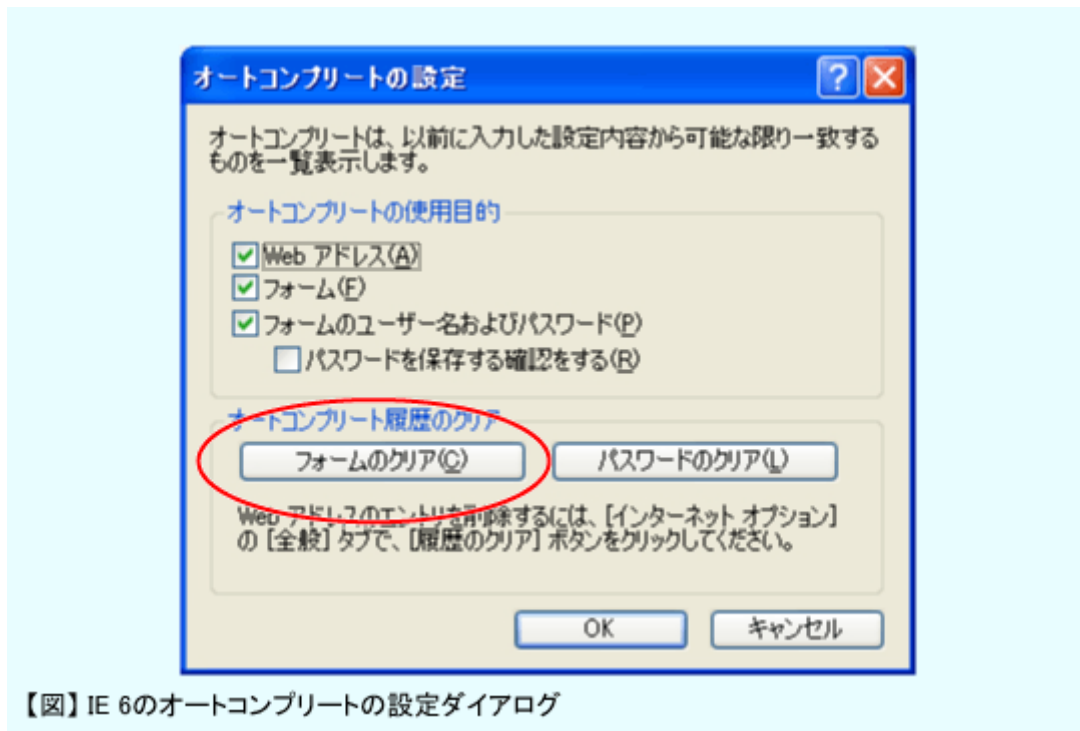 オートコンプリートの設定
オートコンプリートは、以前に入力した設定内容から可能な限り一致する
ものを一覧表示します。
オートコンプリートの使用目的
Web アドレス(A)
フォーム(F)
フォームのユーザー名およびパスワード(P)
パスワードを保存する確認をする(R)
オートコンプリート履歴のクリア
フォームのクリア(C)
パスワードのクリア(L)
Web アドレスのエントリを削除するには、[インターネット オプション]
の [全般] タブで、[履歴のクリア] ボタンをクリックしてください。
OK
キャンセル
【図】IE 6のオートコンプリートの設定ダイアログ